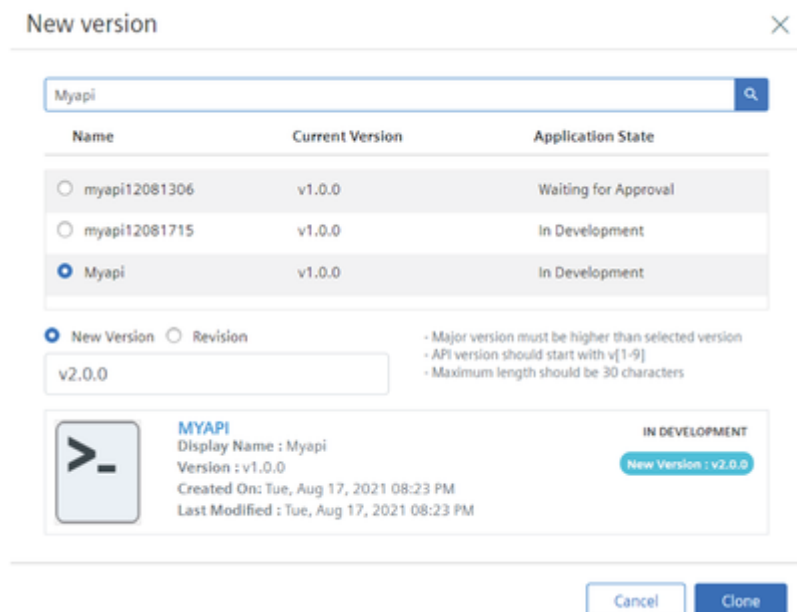 New version
Myapi
Name Current Version Application State
myapi12081306 v1.0.0 Waiting for Approval
myapi12081715 v1.0.0 In Development
Myapi v1.0.0 In Development
New Version Revision
- Major version must be higher than selected version
- API version should start with v[1-9]
- Maximum length should be 30 characters
v2.0.0
MYAPI
IN DEVELOPMENT
Display Name : Myapi
Version : v1.0.0
New Version : v2.0.0
Created On: Tue, Aug 17, 2021 08:23 PM
Last Modified : Tue, Aug 17, 2021 08:23 PM
Cancel Clone